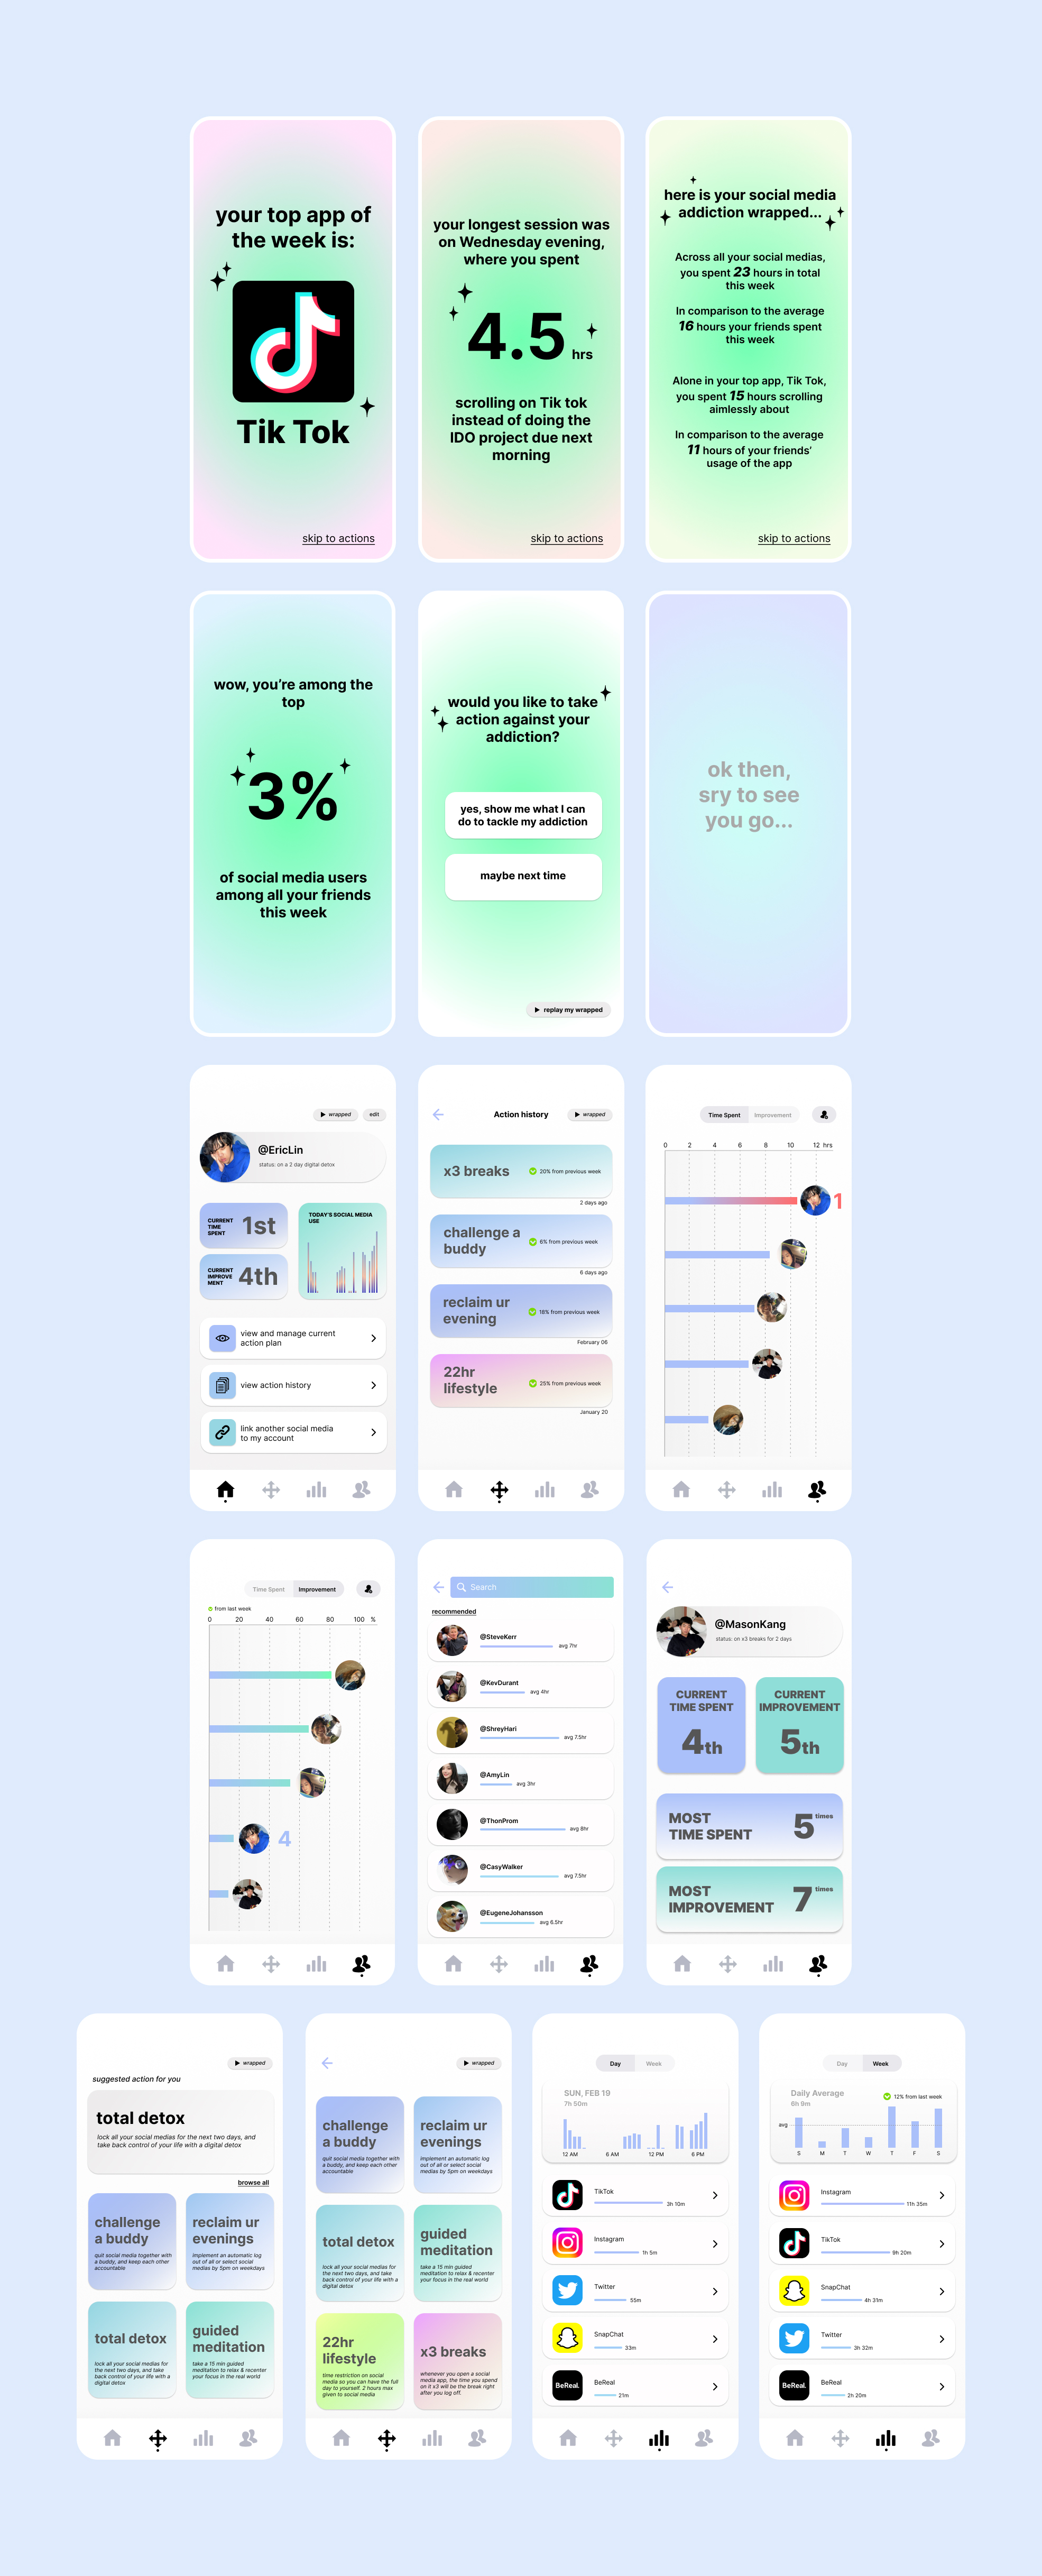 your top app of
the week is:
Tik Tok
skip to actions
your longest session was
on Wednesday evening,
where you spent
4.5 hrs
scrolling on Tik tok
instead of doing the
IDO project due next
morning
skip to actions
here is your social media
addiction wrapped...
Across all your social medias,
you spent 23 hours in total
this week
In comparison to the average
16 hours your friends spent
this week
Alone in your top app, Tik Tok,
you spent 15 hours scrolling
aimlessly about
In comparison to the average
11 hours of your friends'
usage of the app
skip to actions
wow, you're among the
top
3%
of social media users
among all your friends
this week
would you like to take
action against your
addiction?
yes, show me what I can
do to tackle my addiction
maybe next time
replay my wrapped
ok then,
sry to see
you go...
wrapped
edit
@EricLin
status: on a 2 day digital detox
CURRENT
TIME
SPENT
1st
CURRENT
IMPROVE
MENT
4th
TODAY'S SOCIAL MEDIA
USE
view and manage current
action plan
view action history
link another social media
to my account
Action history
wrapped
x3 breaks
20% from previous week
2 days ago
challenge a
buddy
6% from previous week
6 days ago
reclaim ur
evening
18% from previous week
February 08
22hr
lifestyle
25% from previous week
January 20
Time Spent
Improvement
0 2 4 6 8 10 12 hrs
1
Time Spent
Improvement
from last week
0 20 40 60 80 100 %
4
Search
recommended
@SteveKerr
avg 7hr
@KevDurant
avg 4hr
@ShreyHari
avg 7.5hr
@AmyLin
avg 3hr
@ThonProm
avg 8hr
@CasyWalker
avg 7.5hr
@EugeneJohansson
avg 6.5hr
@MasonKang
status: on x3 breaks for 2 days
CURRENT
TIME SPENT
4th
CURRENT
IMPROVEMENT
5th
MOST
TIME SPENT
5 times
MOST
IMPROVEMENT
7 times
wrapped
suggested action for you
total detox
lock all your social medias for the next two days, and
take back control of your life with a digital detox
browse all
challenge
a buddy
quit social media together with
a buddy, and keep each other
accountable
reclaim ur
evenings
implement an automatic log
out of all or select social
medias by 5pm on weekdays
total detox
lock all your social medias for
the next two days, and take
back control of your life with a
digital detox
guided
meditation
take a 15 min guided
meditation to relax & recenter
your focus in the real world
wrapped
challenge
a buddy
quit social media together with
a buddy, and keep each other
accountable
reclaim ur
evenings
implement an automatic log
out of all or select social
medias by 5pm on weekdays
total detox
lock all your social medias for
the next two days, and take
back control of your life with a
digital detox
guided
meditation
take a 15 min guided
meditation to relax & recenter
your focus in the real world
22hr
lifestyle
time restriction on social
media so you can have the full
day to yourself. 2 hours max
given to social media
x3 breaks
whenever you open a social
media app, the time you spend
on it x3 will be the break right
after you log off.
Day
Week
SUN, FEB 19
7h 50m
12 AM 6 AM 12 PM 6 PM
TikTok
3h 10m
Instagram
1h 5m
Twitter
55m
SnapChat
33m
BeReal.
BeReal
21m
Day
Week
Daily Average
6h 9m
12% from last week
avg
S M T W T F S
Instagram
11h 35m
TikTok
9h 20m
SnapChat
4h 31m
Twitter
3h 32m
BeReal.
BeReal
2h 20m